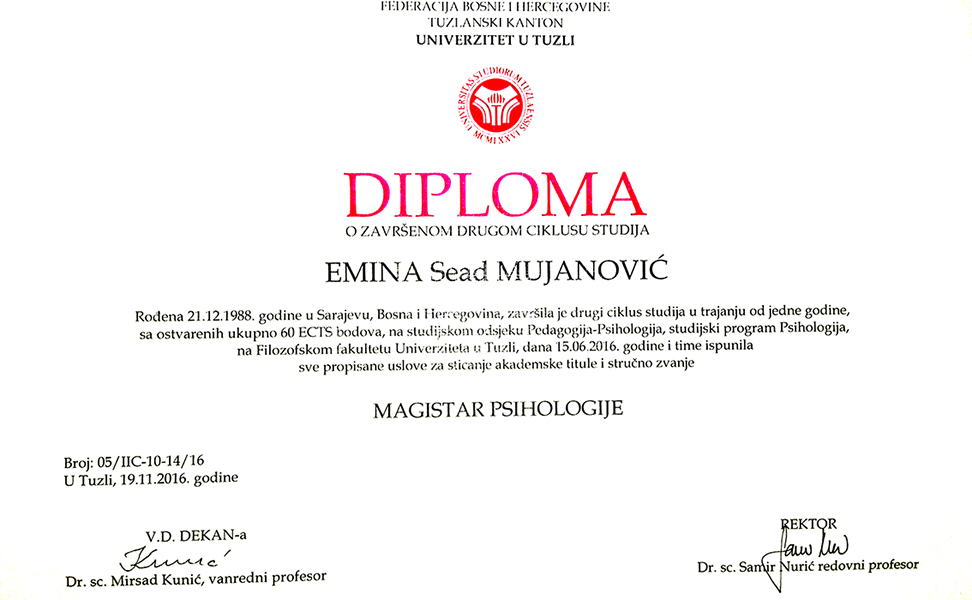 FEDERACIJA BOSNE I HERCEGOVINE
TUZLANSKI KANTON
UNIVERZITET U TUZLI
UNIVERSITAS STUDIORUM TUZLAENSIS MCMLXXVI
DIPLOMA
O ZAVRŠENOM DRUGOM CIKLUSU STUDIJA
EMINA Sead MUJANOVIĆ
Rođena 21.12.1988. godine u Sarajevu, Bosna i Hercegovina, završila je drugi ciklus studija u trajanju od jedne godine,
sa ostvarenih ukupno 60 ECTS bodova, na studijskom odsjeku Pedagogija-Psihologija, studijski program Psihologija,
na Filozofskom fakultetu Univerziteta u Tuzli, dana 15.06.2016. godine i time ispunila
sve propisane uslove za sticanje akademske titule i stručno zvanje
MAGISTAR PSIHOLOGIJE
Broj: 05/IIC-10-14/16
U Tuzli, 19.11.2016. godine
V.D. DEKAN-a
Kunić
Dr. sc. Mirsad Kunić, vanredni profesor
REKTOR
Dr. sc. Samir Nurić redovni profesor